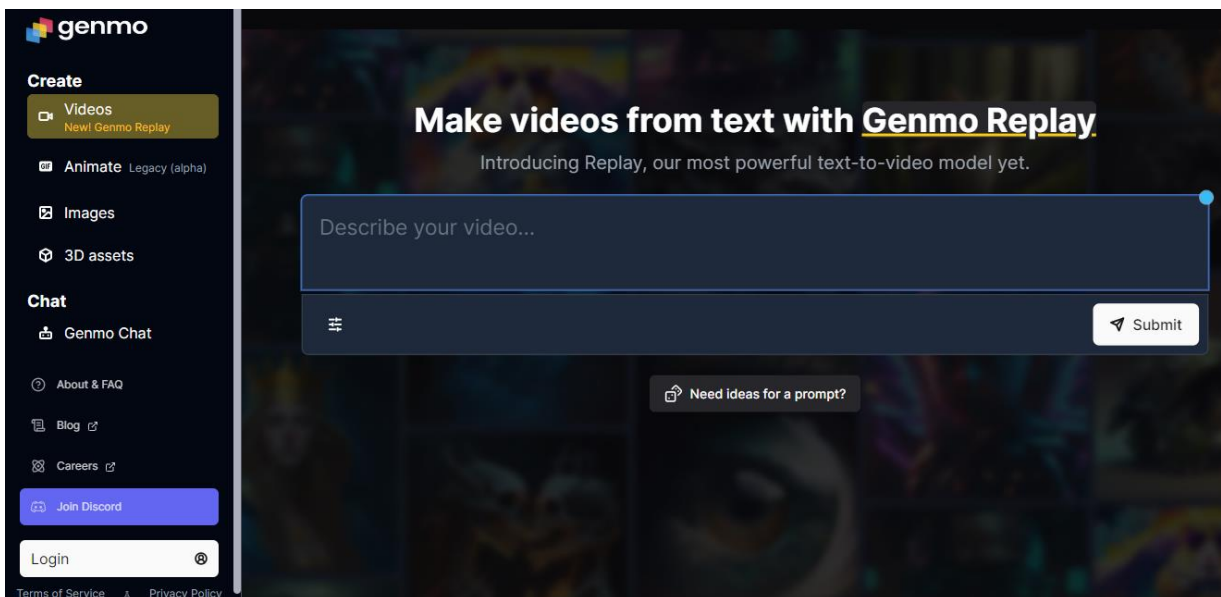 genmo
Create
Videos
New! Genmo Replay
GIF Animate Legacy (alpha)
Images
3D assets
Chat
Genmo Chat
About & FAQ
Blog
Careers
Join Discord
Login
Terms of Service & Privacy Policy
Make videos from text with Genmo Replay
Introducing Replay, our most powerful text-to-video model yet.
Describe your video...
Submit
Need ideas for a prompt?